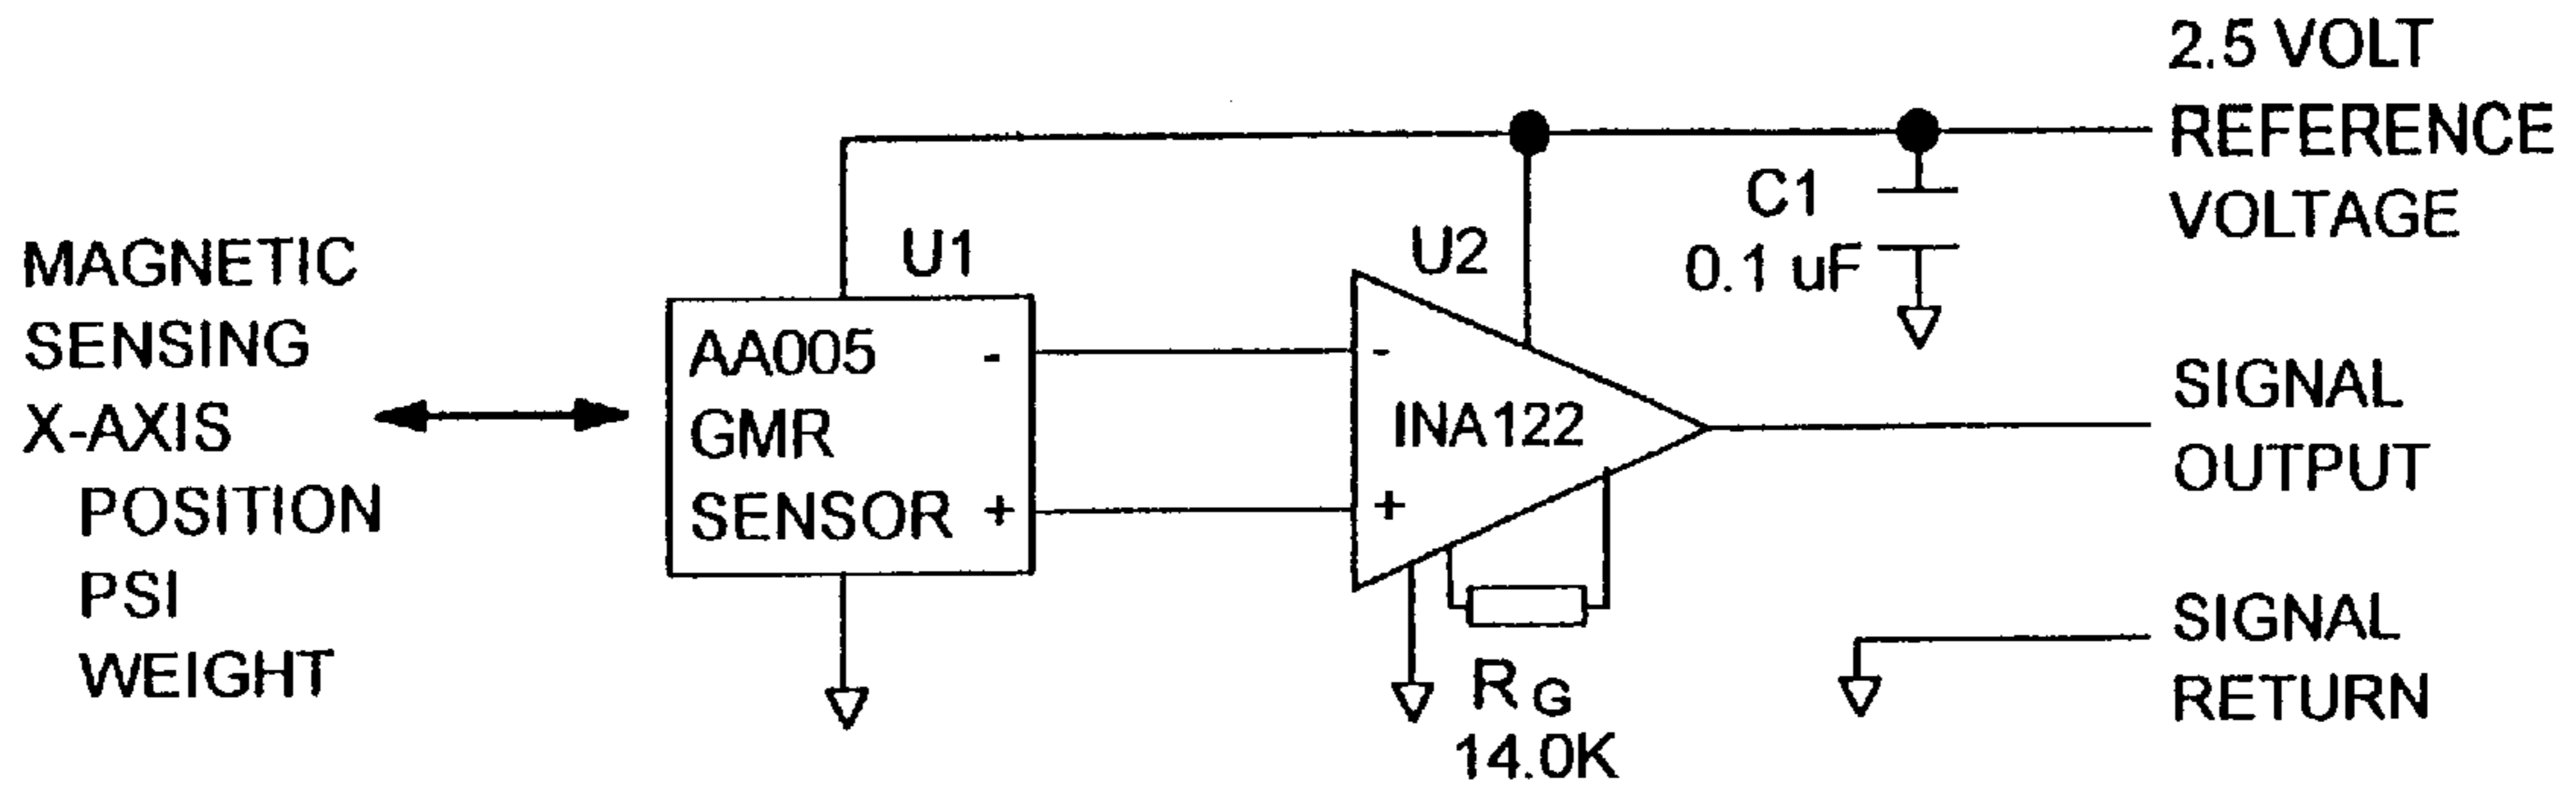 MAGNETIC
SENSING
X-AXIS
POSITION
PSI
WEIGHT
U1
AA005
GMR
SENSOR
-
+
U2
-
INA122
+
R G
14.0K
C1
0.1 uF
2.5 VOLT
REFERENCE
VOLTAGE
SIGNAL
OUTPUT
SIGNAL
RETURN